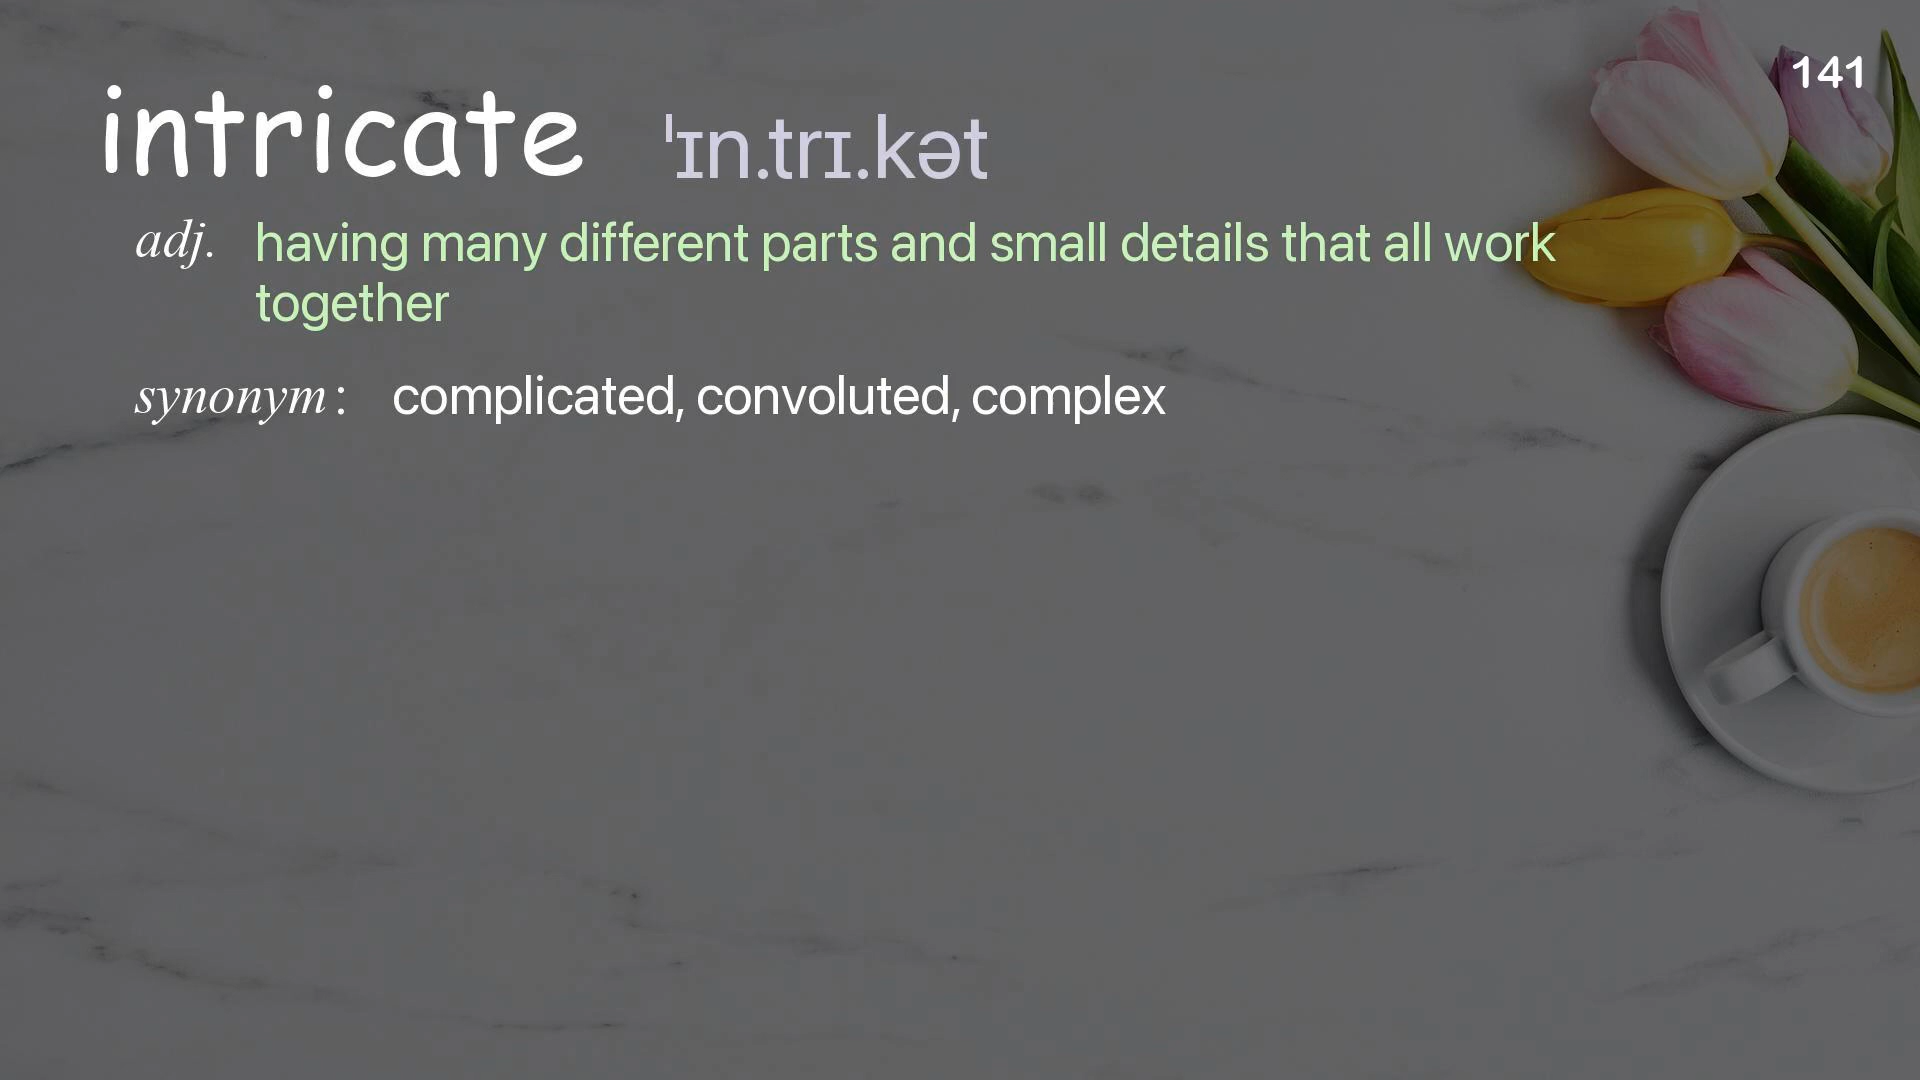 141
intricate ˈɪn.trɪ.kət
adj. having many different parts and small details that all work
together
synonym: complicated, convoluted, complex